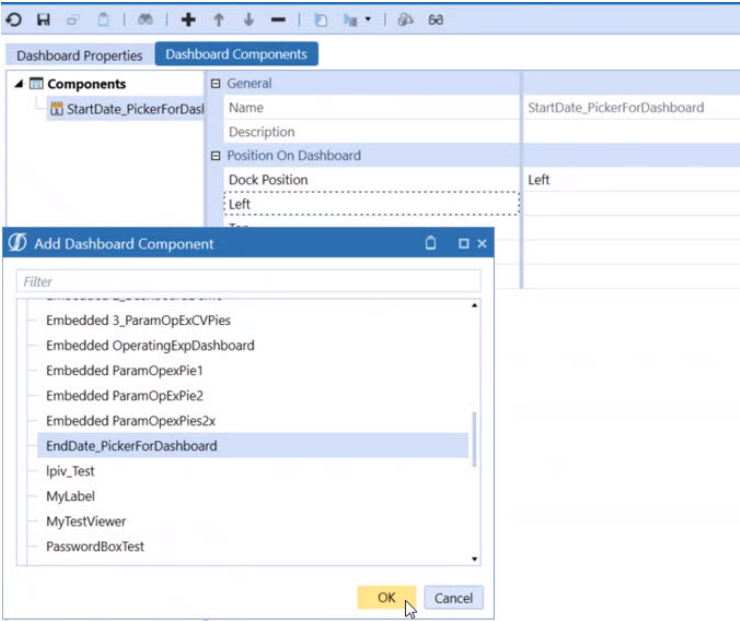 Dashboard Properties Dashboard Components
Components
StartDate_PickerForDasl
General
Name StartDate_PickerForDashboard
Description
Position On Dashboard
Dock Position Left
Left
Add Dashboard Component
Filter
Embedded 3_ParamOpExCVPies
Embedded OperatingExpDashboard
Embedded ParamOpexPie1
Embedded ParamOpExPie2
Embedded ParamOpexPies2x
EndDate_PickerForDashboard
lpiv_Test
MyLabel
MyTestViewer
PasswordBoxTest
OK Cancel